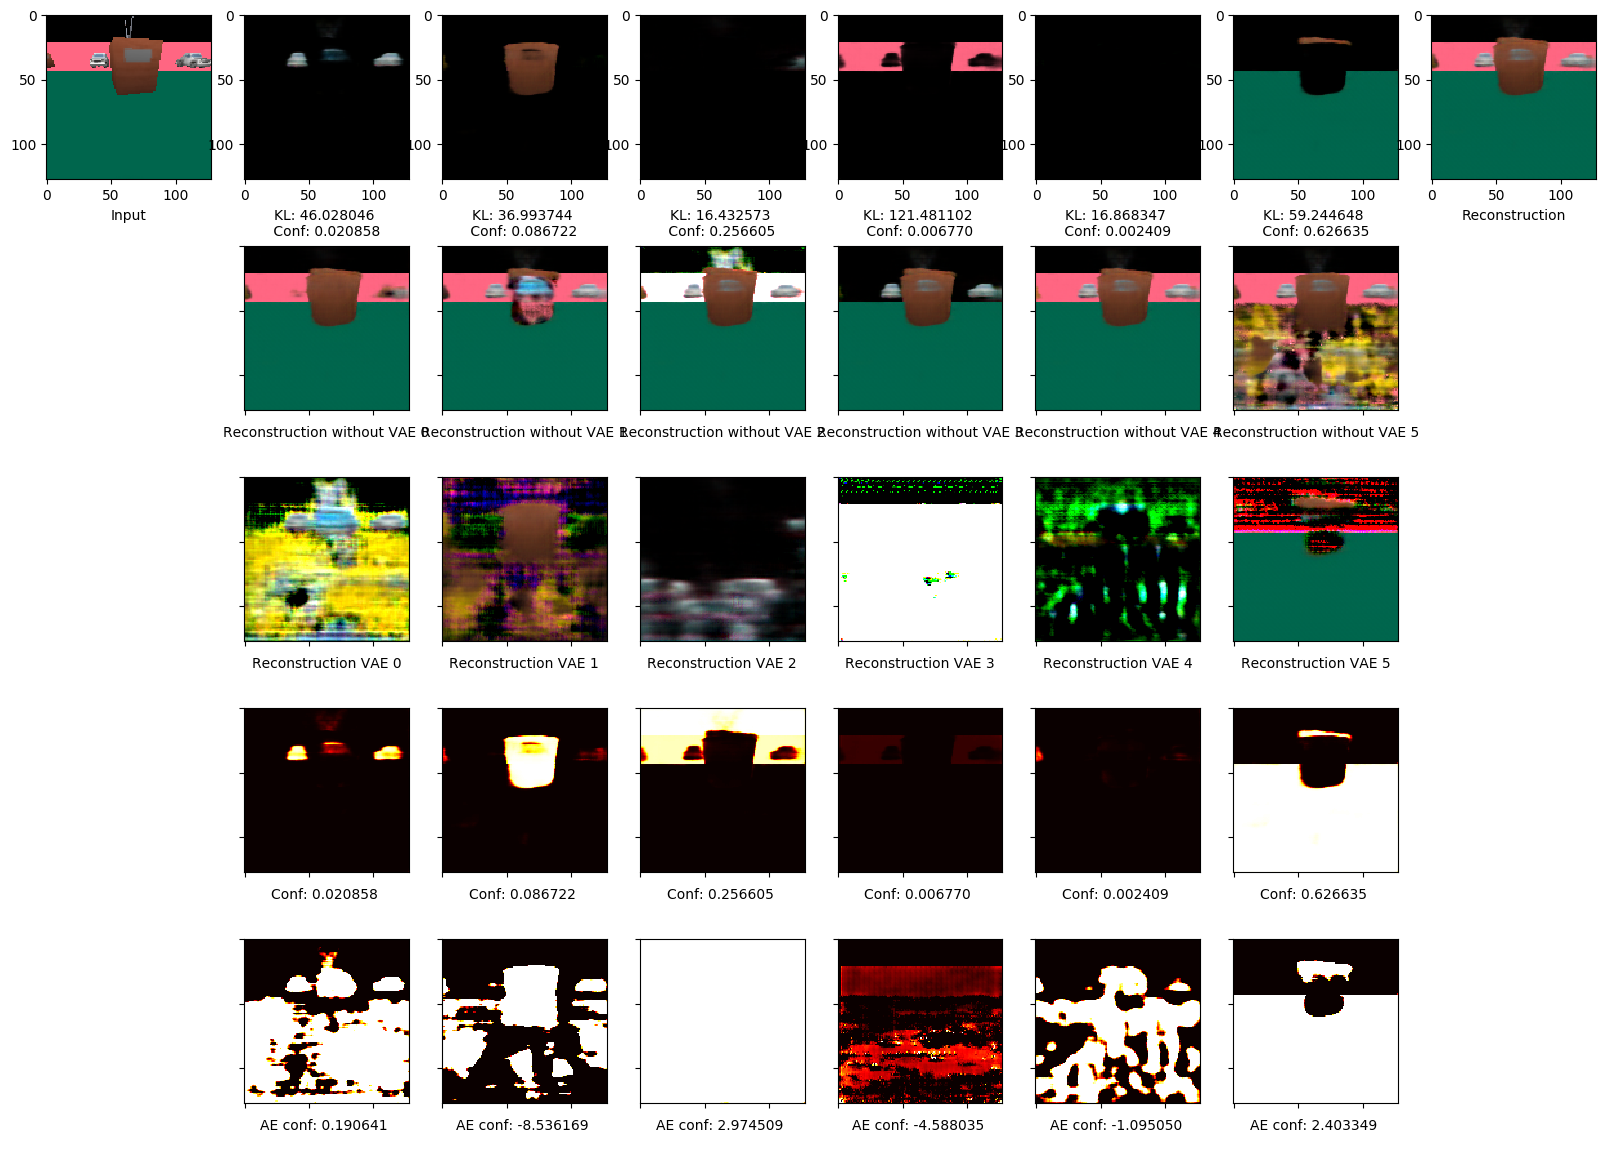 0
50
100
0
50
100
0
50
100
0
50
100
0
50
100
0
50
100
0
50
100
0
50
100
0 50 100
0 50 100
0 50 100
0 50 100
0 50 100
0 50 100
0 50 100
0 50 100
Input
KL: 46.028046
Conf: 0.020858
KL: 36.993744
Conf: 0.086722
KL: 16.432573
Conf: 0.256605
KL: 121.481102
Conf: 0.006770
KL: 16.868347
Conf: 0.002409
KL: 59.244648
Conf: 0.626635
Reconstruction
Reconstruction without VAE 0
Reconstruction without VAE 1
Reconstruction without VAE 2
Reconstruction without VAE 3
Reconstruction without VAE 4
Reconstruction without VAE 5
Reconstruction VAE 0
Reconstruction VAE 1
Reconstruction VAE 2
Reconstruction VAE 3
Reconstruction VAE 4
Reconstruction VAE 5
Conf: 0.020858
Conf: 0.086722
Conf: 0.256605
Conf: 0.006770
Conf: 0.002409
Conf: 0.626635
AE conf: 0.190641
AE conf: -8.536169
AE conf: 2.974509
AE conf: -4.588035
AE conf: -1.095050
AE conf: 2.403349